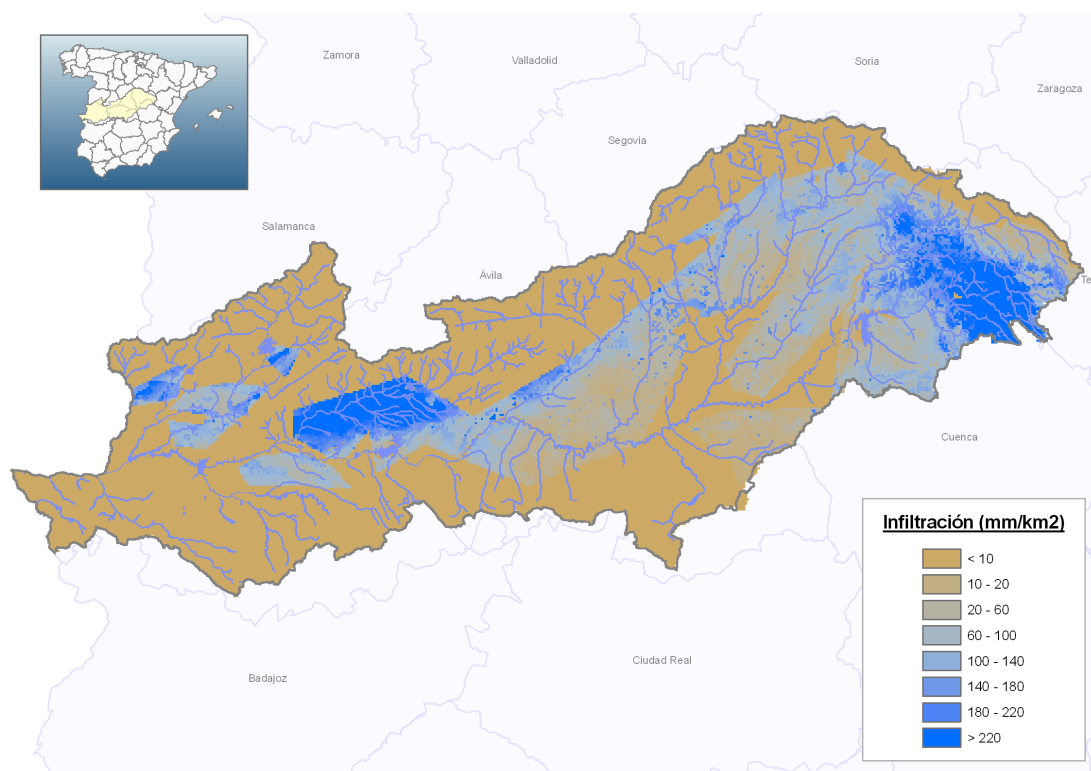 Zamora
Valladolid
Soria
Zaragoza
Segovia
Salamanca
Ávila
Te
Cuenca
Ciudad Real
Badajoz
Infiltración (mm/km2)
< 10
10 - 20
20 - 60
60 - 100
100 - 140
140 - 180
180 - 220
> 220